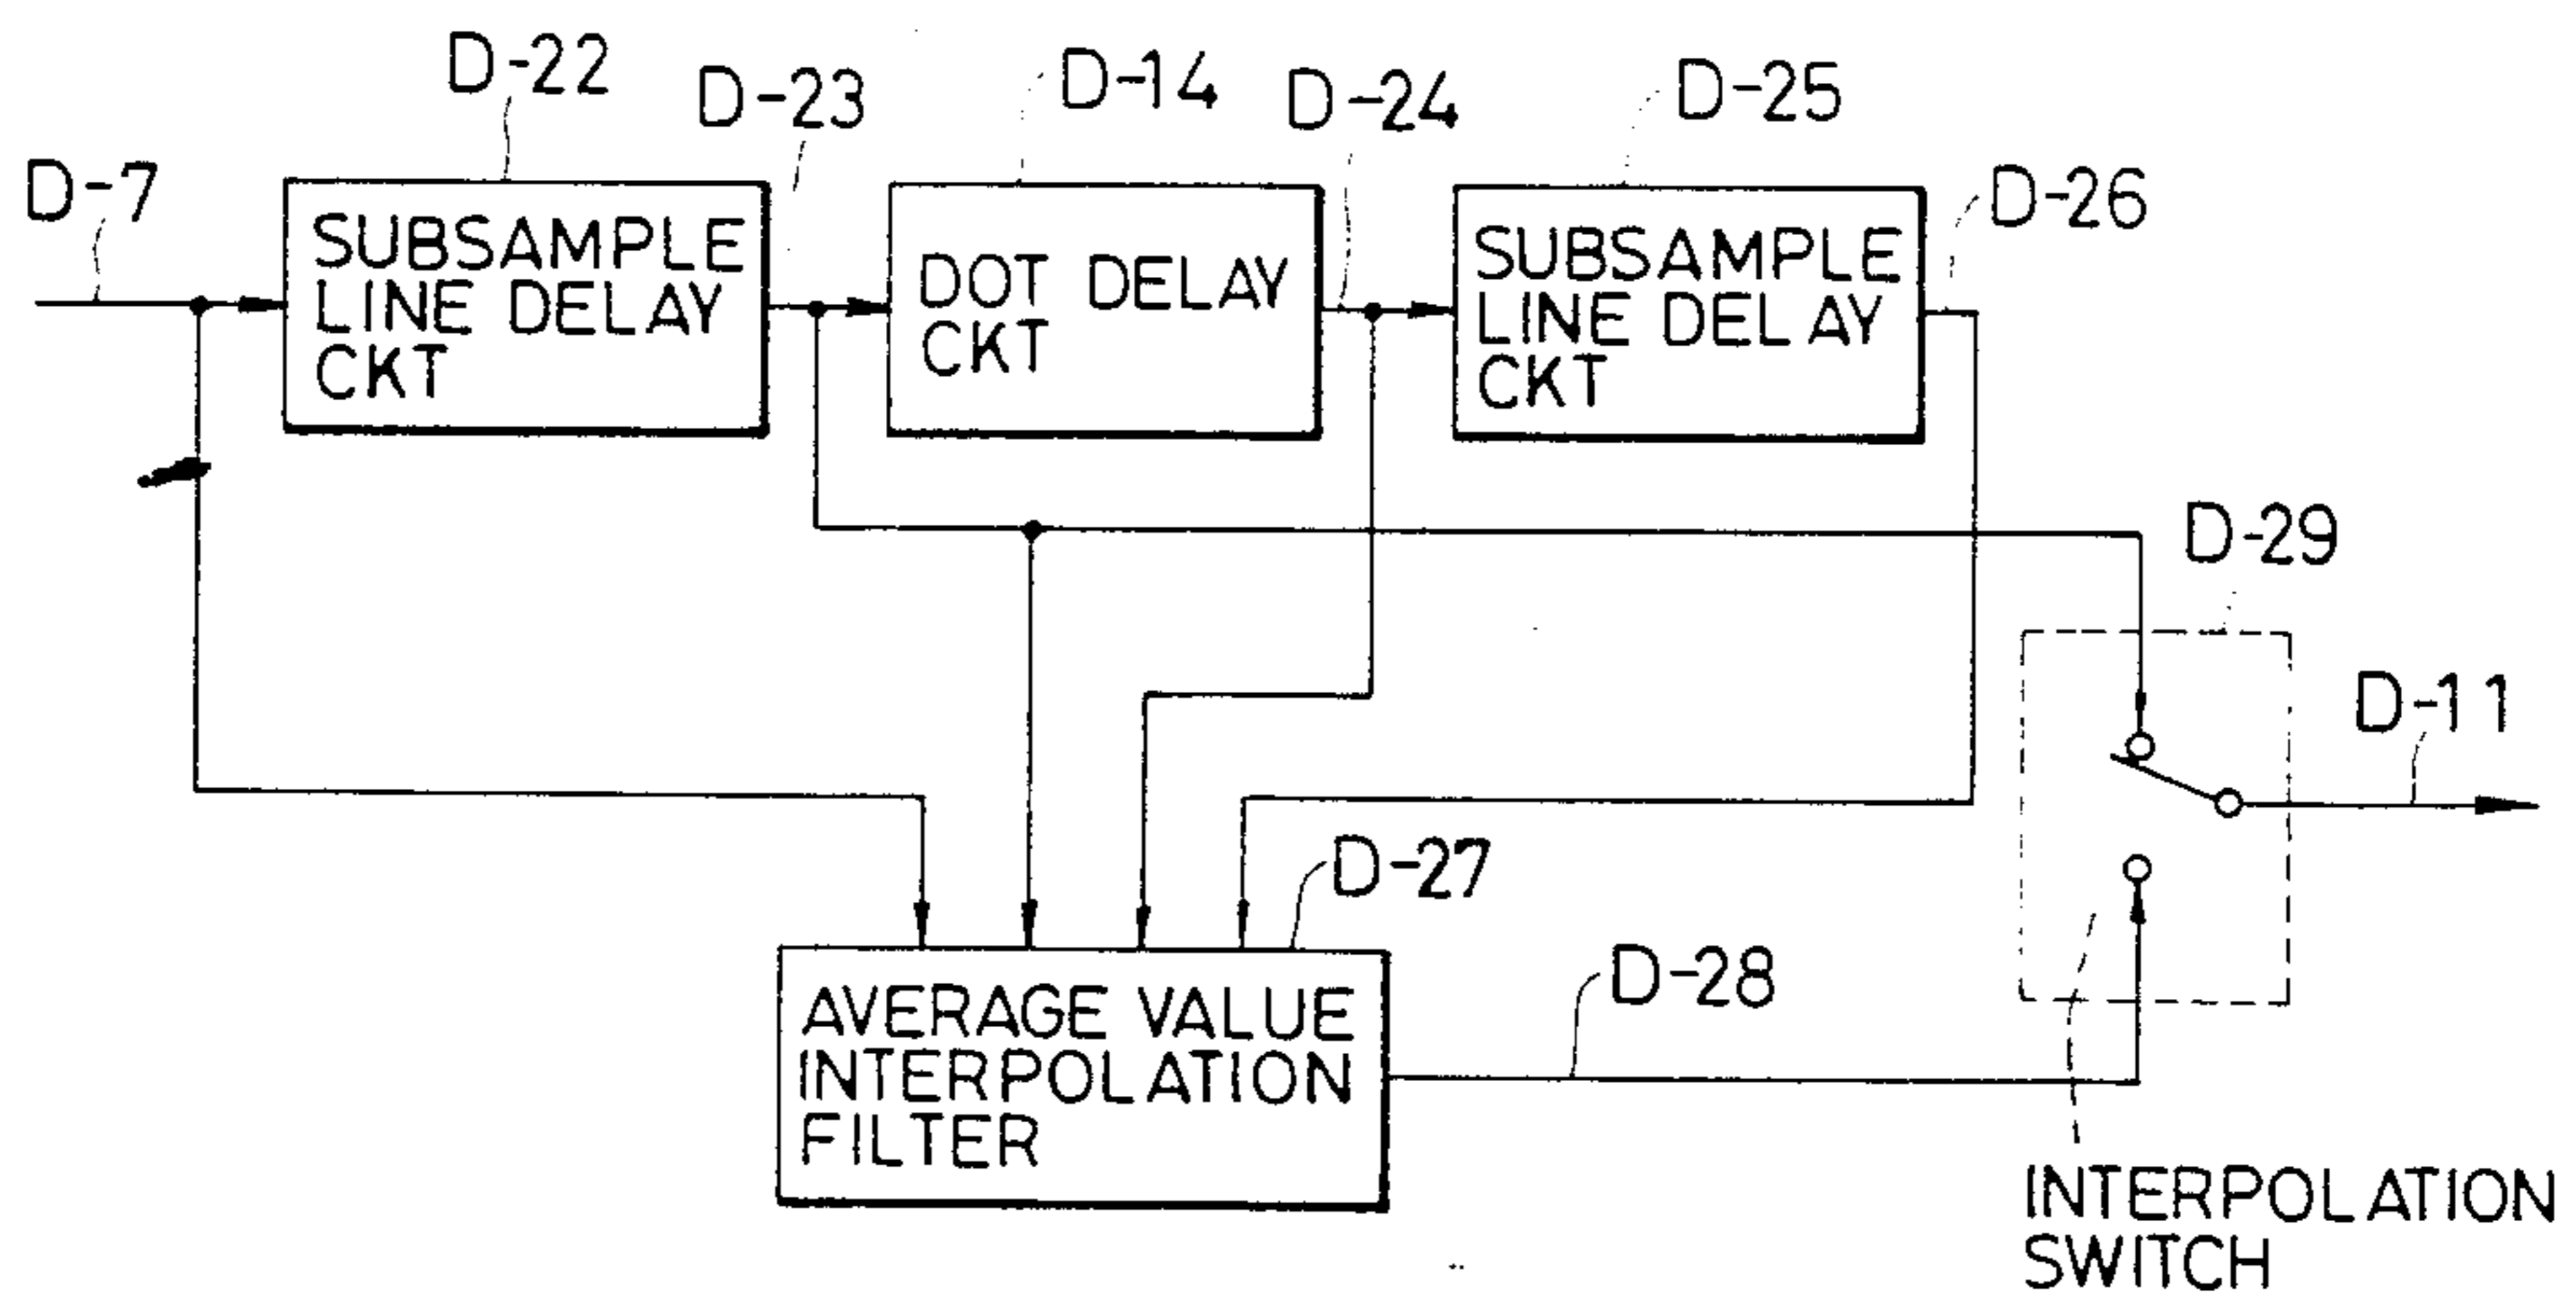 D-22
D-23
D-14
D-24
D-25
D-7
D-26
SUBSAMPLE
LINE DELAY
CKT
DOT DELAY
CKT
SUBSAMPLE
LINE DELAY
CKT
D-29
D-11
D-27
D-28
AVERAGE VALUE
INTERPOLATION
FILTER
INTERPOLATION
SWITCH